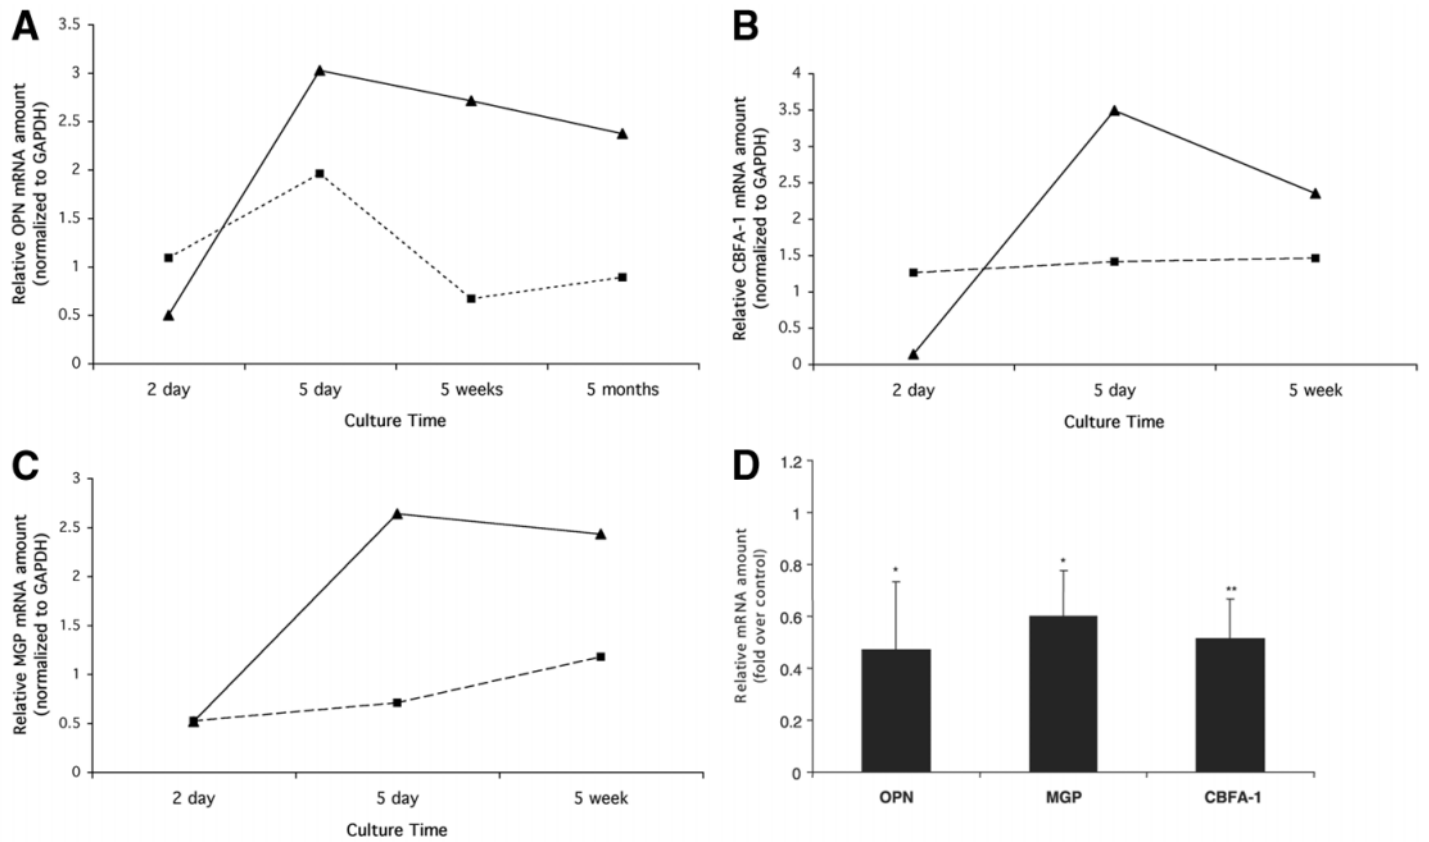 A
3.5
3
2.5
2
1.5
1
0.5
0
Relative OPN mRNA amount
(normalized to GAPDH)
2 day
5 day
5 weeks
5 months
Culture Time
B
4
3.5
3
2.5
2
1.5
1
0.5
0
Relative CBFA-1 mRNA amount
(normalized to GAPDH)
2 day
5 day
5 week
Culture Time
C
3
2.5
2
1.5
1
0.5
0
Relative MGP mRNA amount
(normalized to GAPDH)
2 day
5 day
5 week
Culture Time
D
1.2
1
0.8
0.6
0.4
0.2
0
Relative mRNA amount
(fold over control)
*
*
**
OPN
MGP
CBFA-1